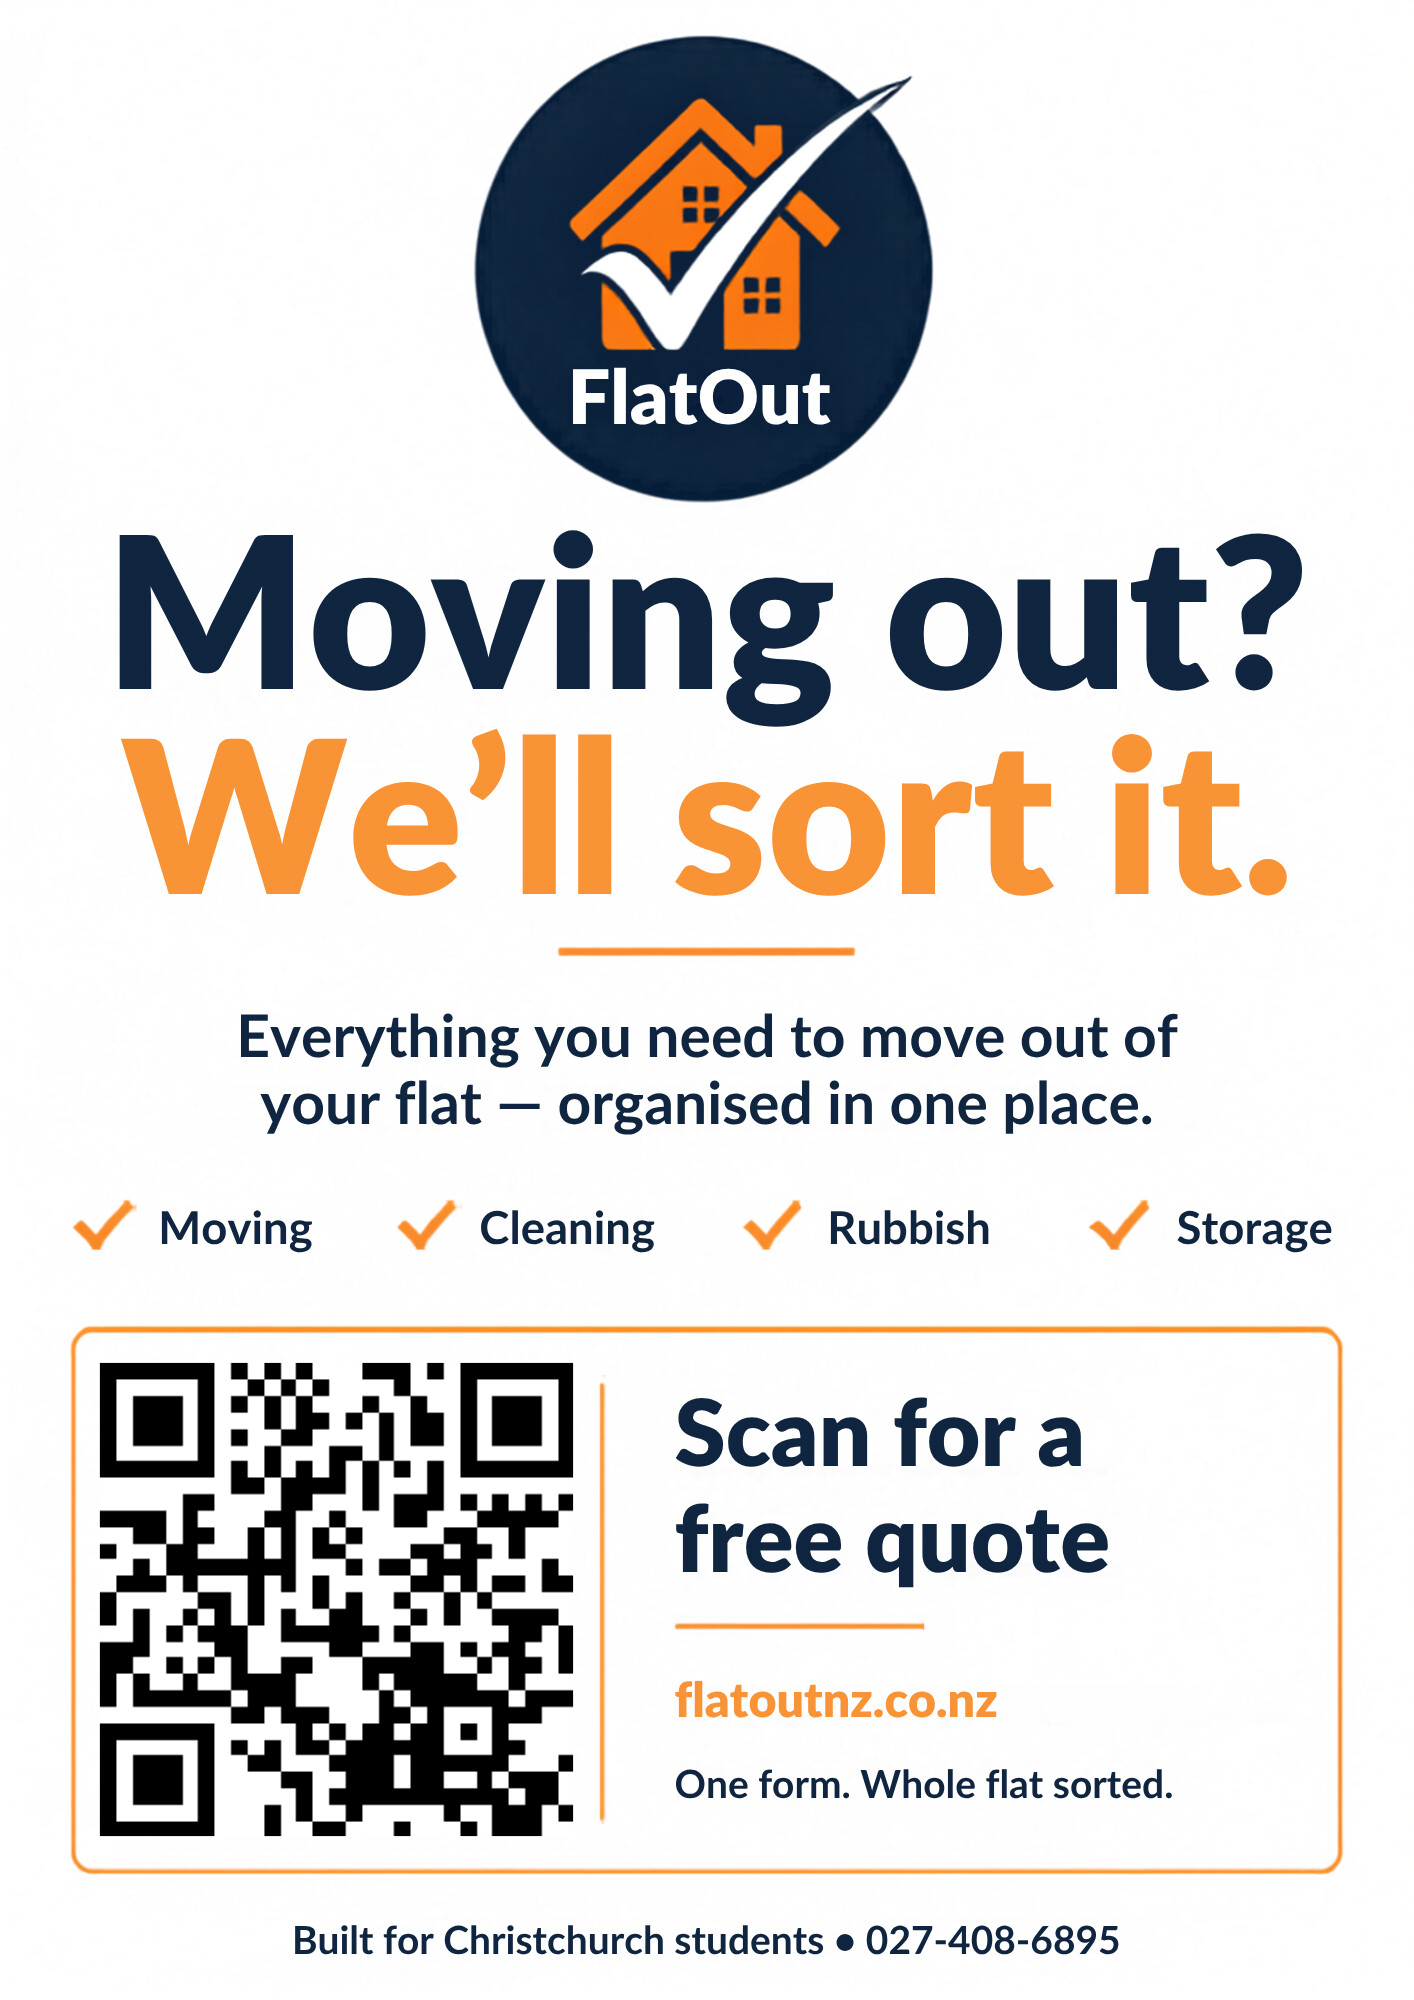 FlatOut
Moving out?
We’ll sort it.
Everything you need to move out of
your flat — organised in one place.
Moving Cleaning Rubbish Storage
Scan for a
free quote
flatoutnz.co.nz
One form. Whole flat sorted.
Built for Christchurch students • 027-408-6895